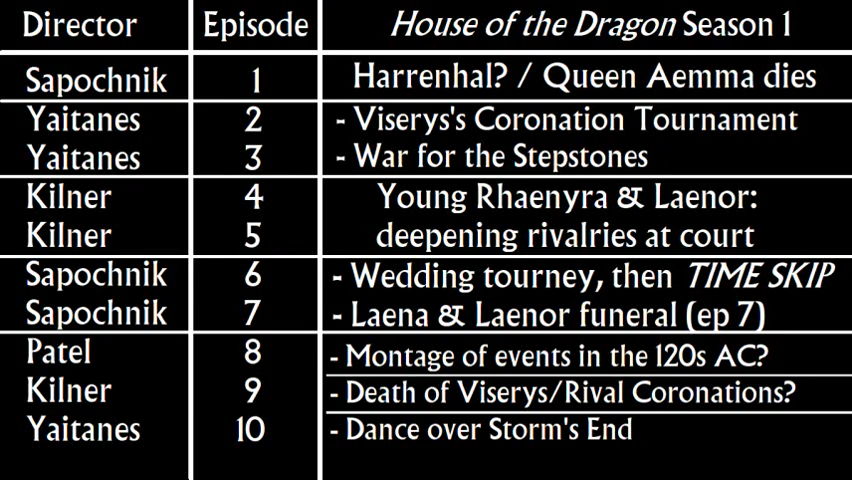 Director Episode House of the Dragon Season 1
Sapochnik 1 Harrenhal? / Queen Aemma dies
Yaitanes 2 - Viserys's Coronation Tournament
Yaitanes 3 - War for the Stepstones
Kilner 4 Young Rhaenyra & Laenor:
Kilner 5 deepening rivalries at court
Sapochnik 6 - Wedding tourney, then TIME SKIP
Sapochnik 7 - Laena & Laenor funeral (ep 7)
Patel 8 - Montage of events in the 120s AC?
Kilner 9 - Death of Viserys/Rival Coronations?
Yaitanes 10 - Dance over Storm's End